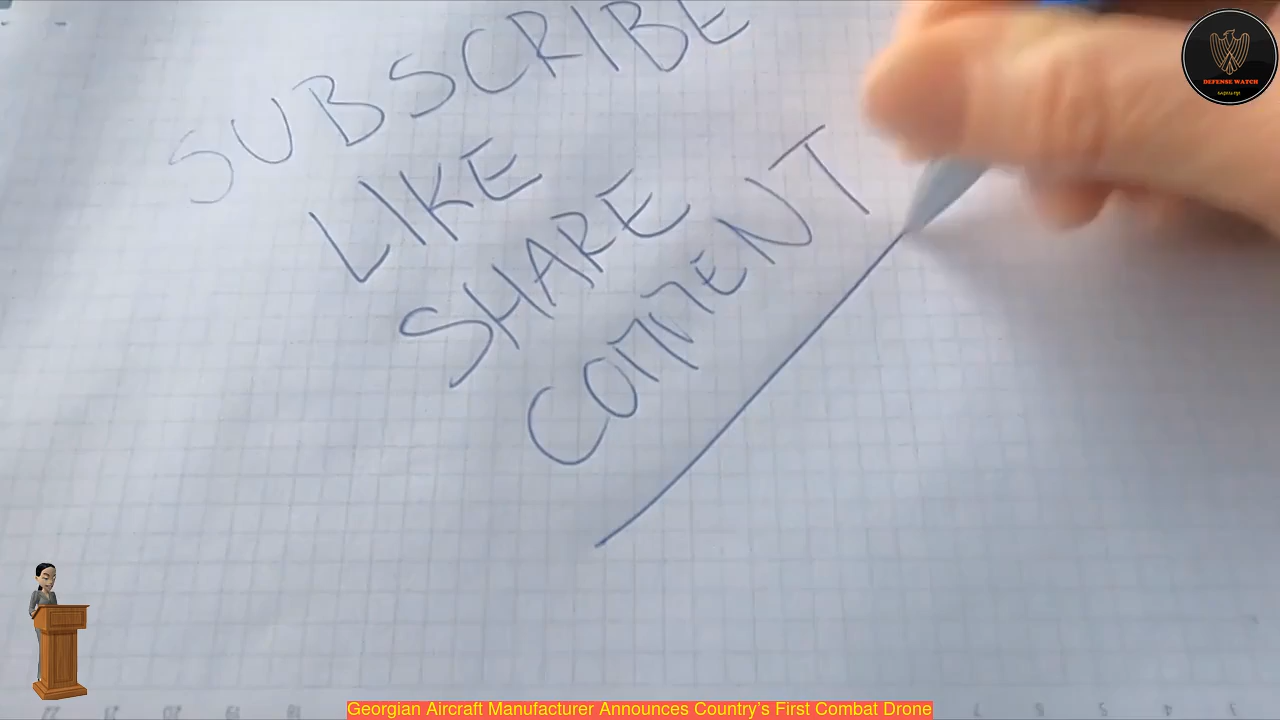 SUBSCRIBE
LIKE
SHARE
COMMENT
DEFENSE WATCH
Georgian Aircraft Manufacturer Announces Country's First Combat Drone